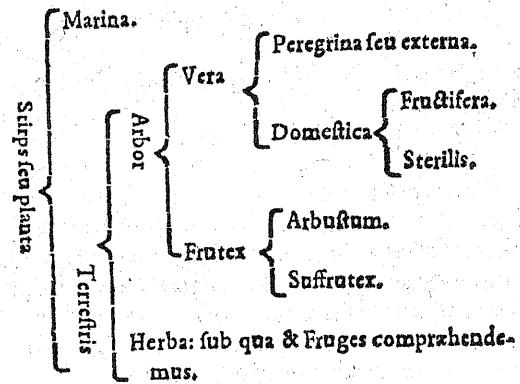 Stirps ſeu planta
Marina.
Terreſtris
Arbor
Vera
Peregrina ſeu externa.
Domeſtica
Fructifera.
Sterilis.
Frutex
Arbuſtum.
Suffrutex.
Herba: ſub qua & Fruges compræhende-
mus.